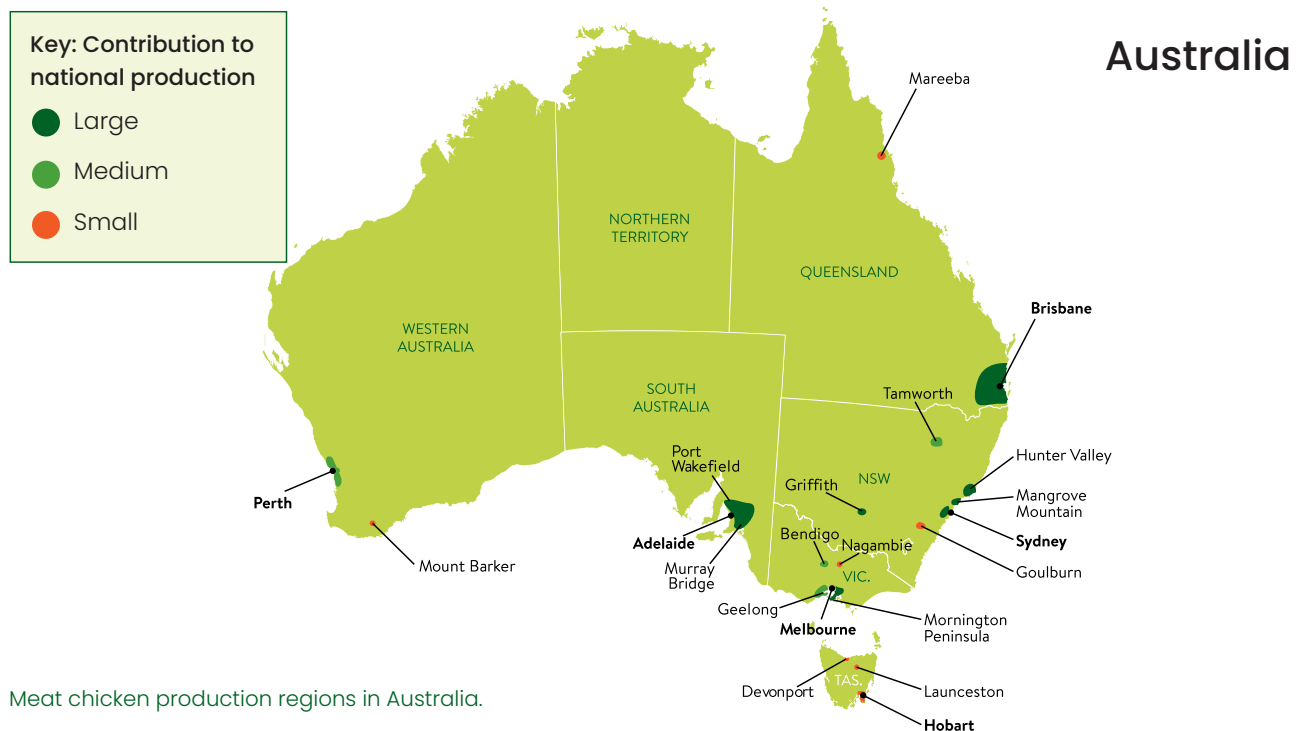 Key: Contribution to
national production
Large
Medium
Small
Australia
Mareeba
NORTHERN
TERRITORY
QUEENSLAND
WESTERN
AUSTRALIA
Brisbane
SOUTH
AUSTRALIA
Tamworth
Port
Wakefield
Hunter Valley
NSW
Griffith
Perth
Mangrove
Mountain
Bendigo
Nagambie
Adelaide
Sydney
Mount Barker
Murray
Bridge
VIC.
Goulburn
Geelong
Melbourne
Mornington
Peninsula
TAS.
Devonport
Launceston
Hobart
Meat chicken production regions in Australia.